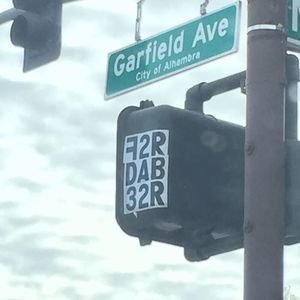 Garfield Ave
City of Alhambra
F2R
DAB
32R